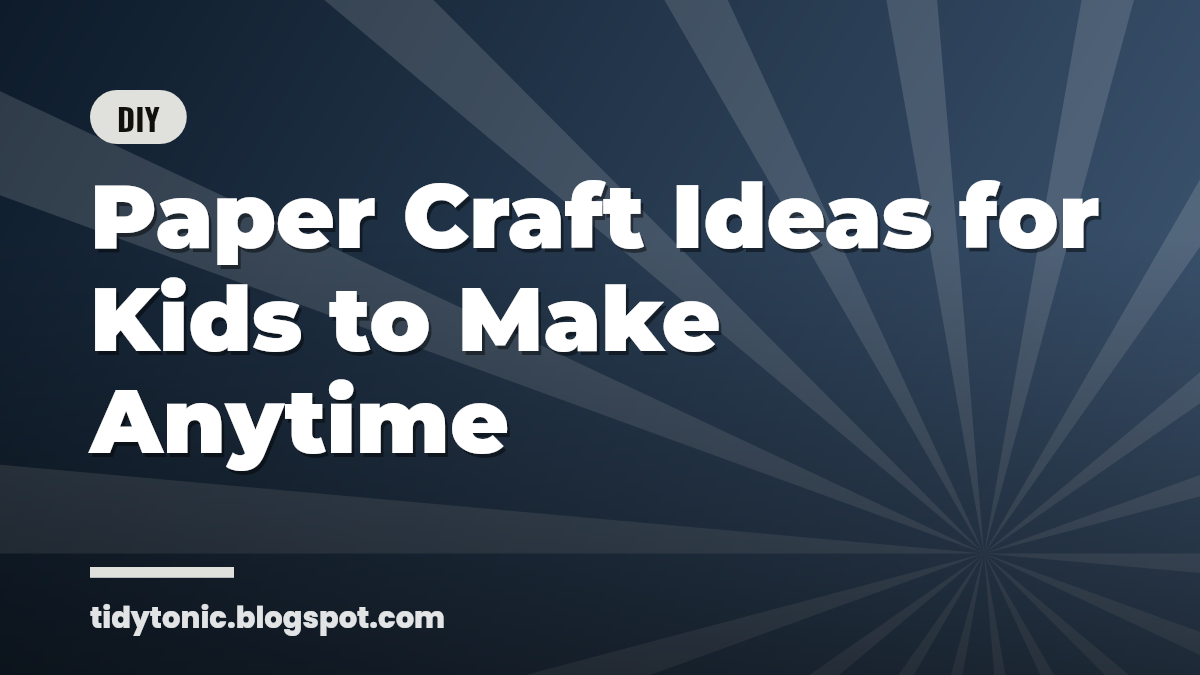 DIY
Paper Craft Ideas for
Kids to Make
Anytime
tidytonic.blogspot.com